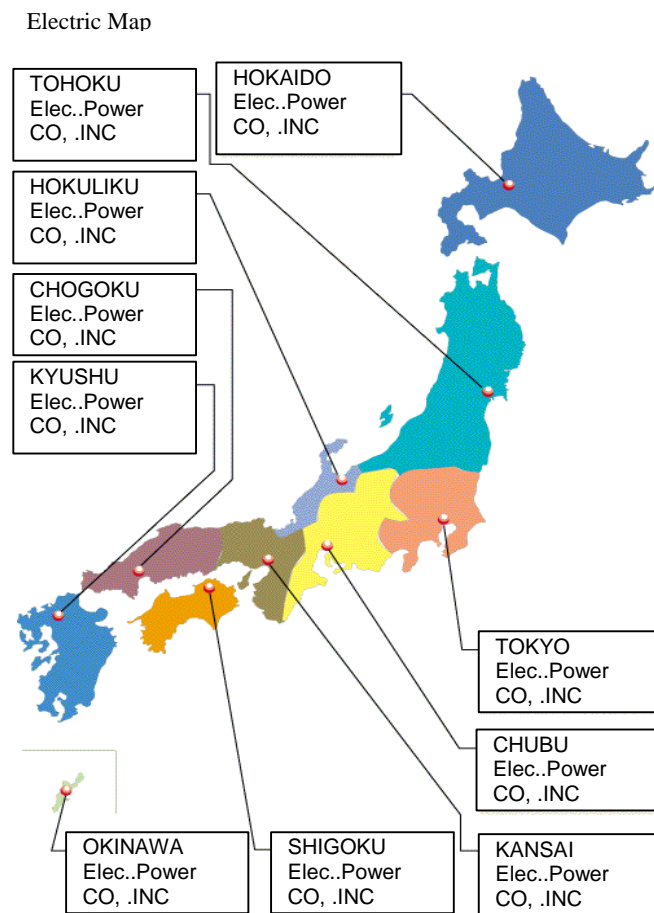 Electric Map
TOHOKU
Elec..Power
CO, .INC
HOKAIDO
Elec..Power
CO, .INC
HOKULIKU
Elec..Power
CO, .INC
CHOGOKU
Elec..Power
CO, .INC
KYUSHU
Elec..Power
CO, .INC
TOKYO
Elec..Power
CO, .INC
CHUBU
Elec..Power
CO, .INC
OKINAWA
Elec..Power
CO, .INC
SHIGOKU
Elec..Power
CO, .INC
KANSAI
Elec..Power
CO, .INC